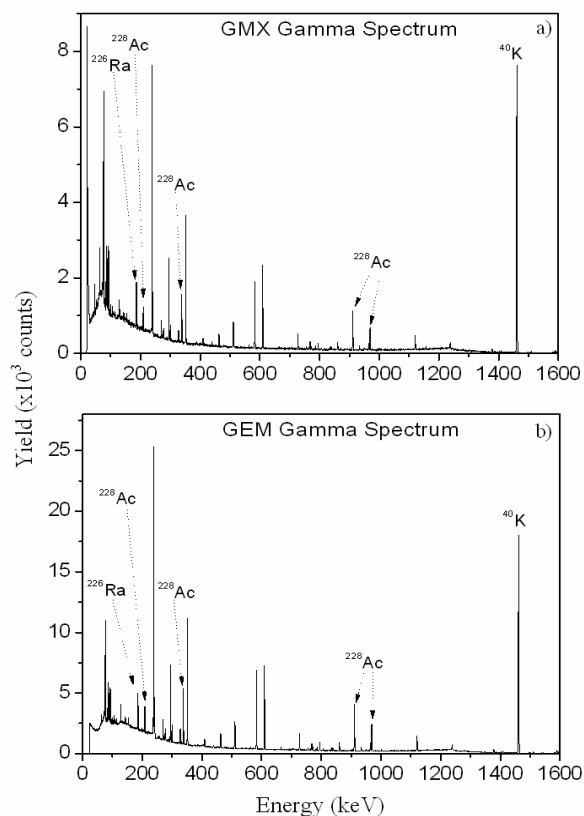 GMX Gamma Spectrum
a)
²²⁸Ac
²²⁶Ra
⁴⁰K
²²⁸Ac
²²⁸Ac
8
6
4
2
0
0 200 400 600 800 1000 1200 1400 1600
Yield (x10³ counts)
GEM Gamma Spectrum
b)
²²⁸Ac
⁴⁰K
²²⁶Ra
²²⁸Ac
²²⁸Ac
25
20
15
10
5
0
0 200 400 600 800 1000 1200 1400 1600
Energy (keV)